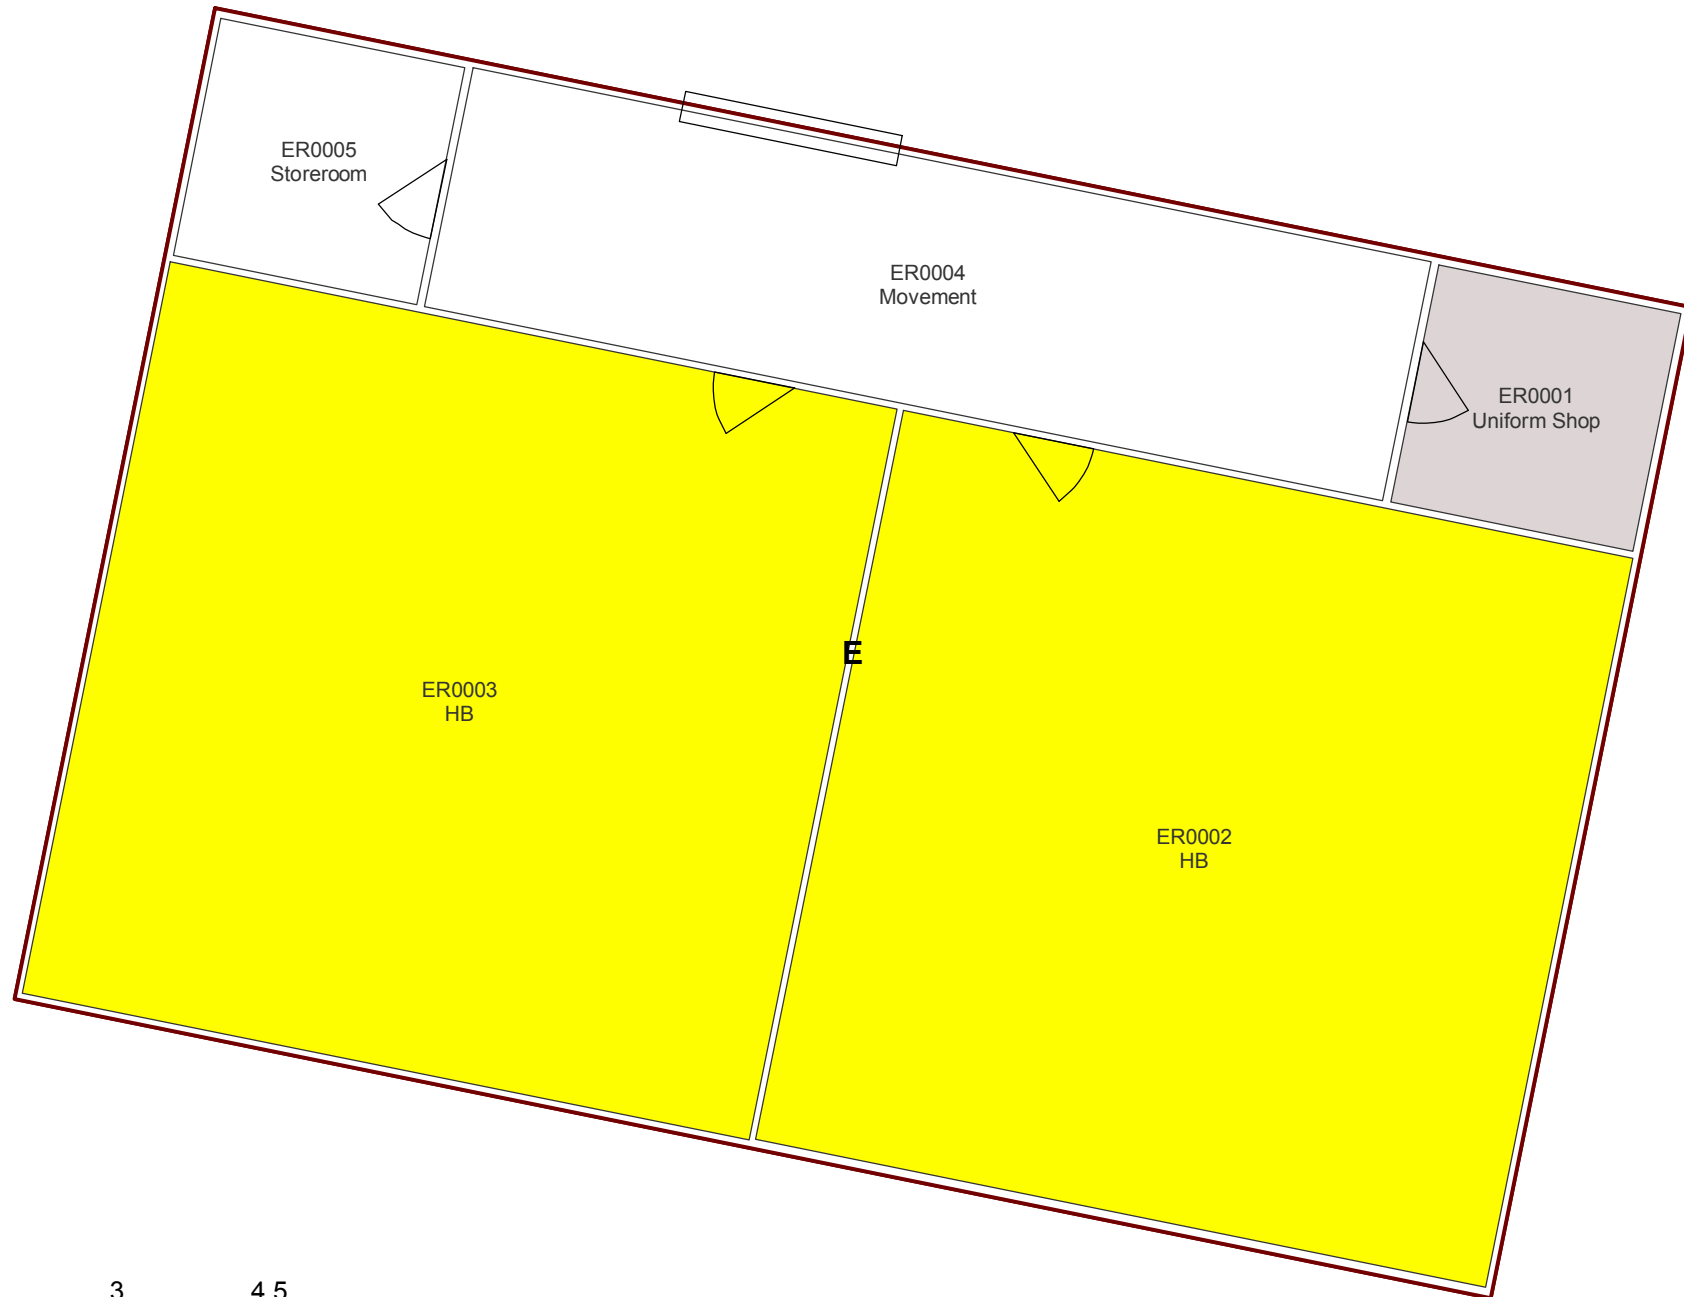 ER0005
Storeroom
ER0004
Movement
ER0001
Uniform Shop
E
ER0003
HB
ER0002
HB
3 4.5